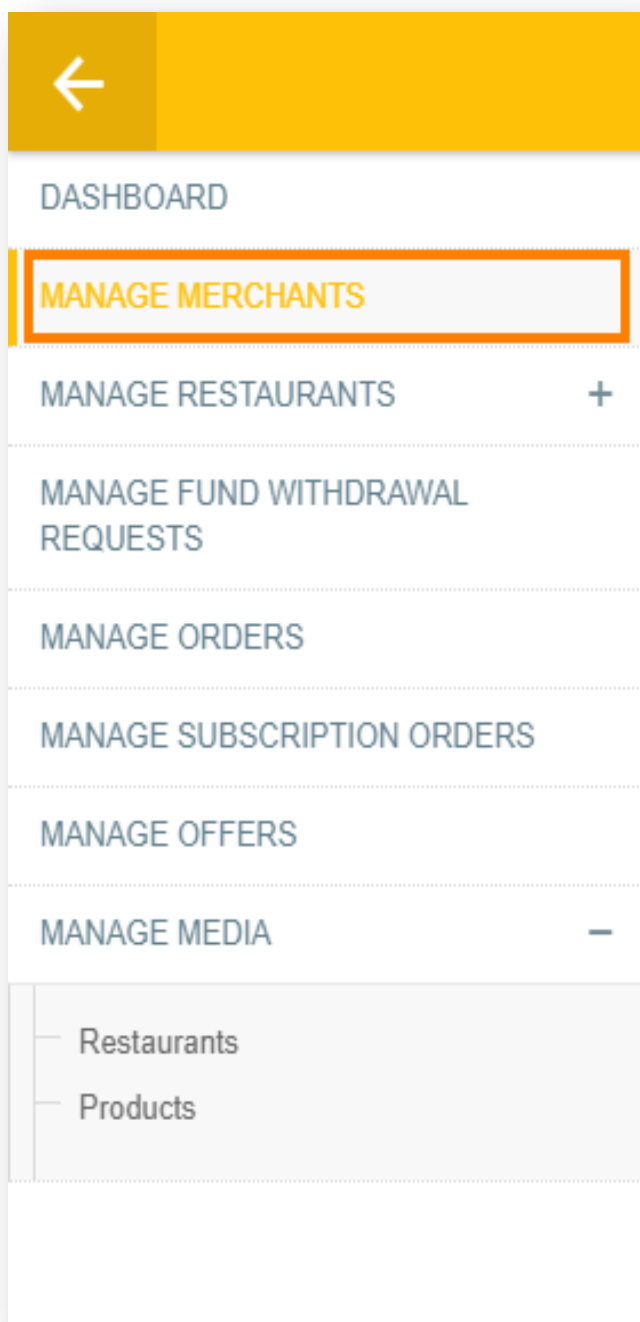 DASHBOARD
MANAGE MERCHANTS
MANAGE RESTAURANTS +
MANAGE FUND WITHDRAWAL
REQUESTS
MANAGE ORDERS
MANAGE SUBSCRIPTION ORDERS
MANAGE OFFERS
MANAGE MEDIA −
Restaurants
Products